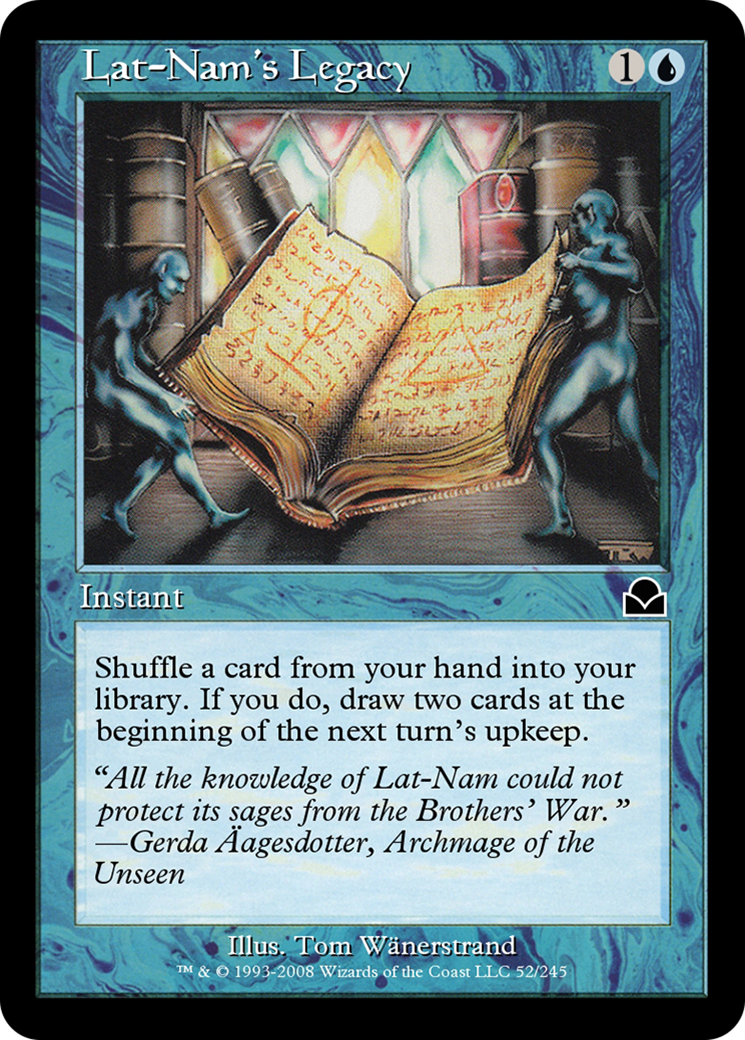 Lat-Nam's Legacy
1
Instant
Shuffle a card from your hand into your
library. If you do, draw two cards at the
beginning of the next turn's upkeep.
“All the knowledge of Lat-Nam could not
protect its sages from the Brothers' War.”
—Gerda Äagesdotter, Archmage of the
Unseen
Illus. Tom Wänerstrand
™ & © 1993-2008 Wizards of the Coast LLC 52/245